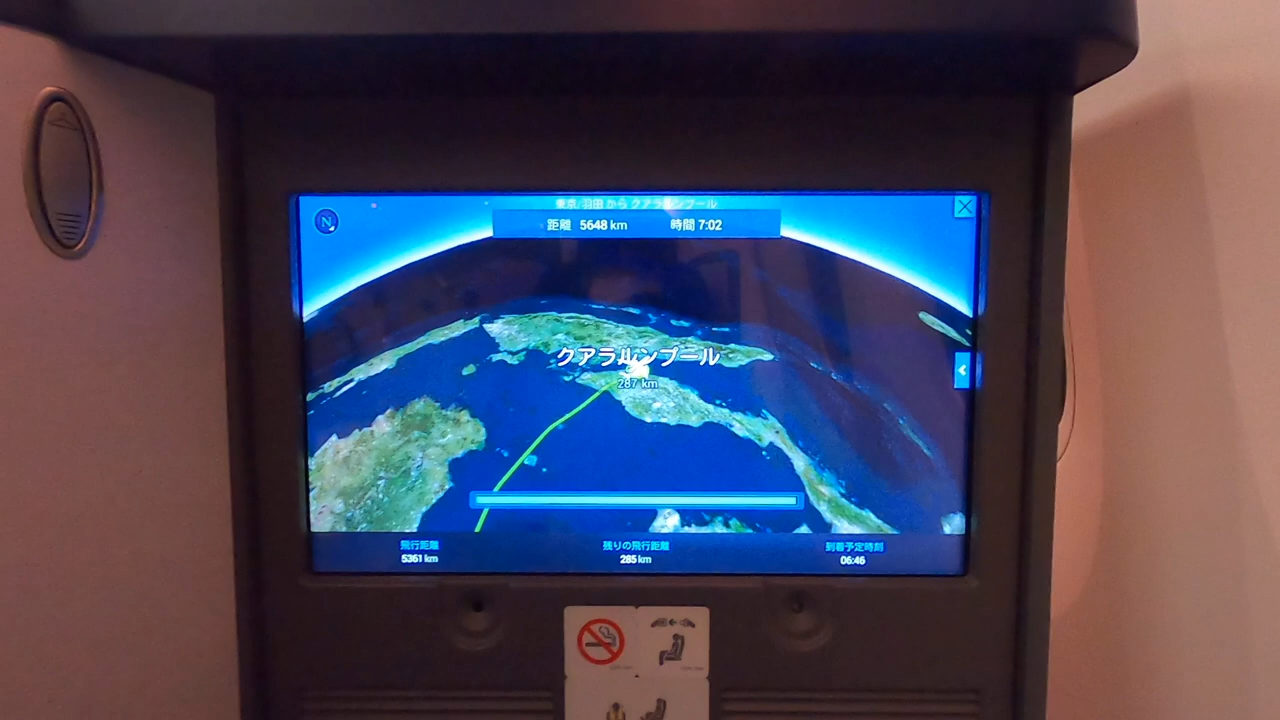 東京/羽田 から クアラルンプール
距離 5648 km 時間 7:02
N
クアラルンプール
287 km
飛行距離 残りの飛行距離 到着予定時刻
5361 km 285 km 06:46